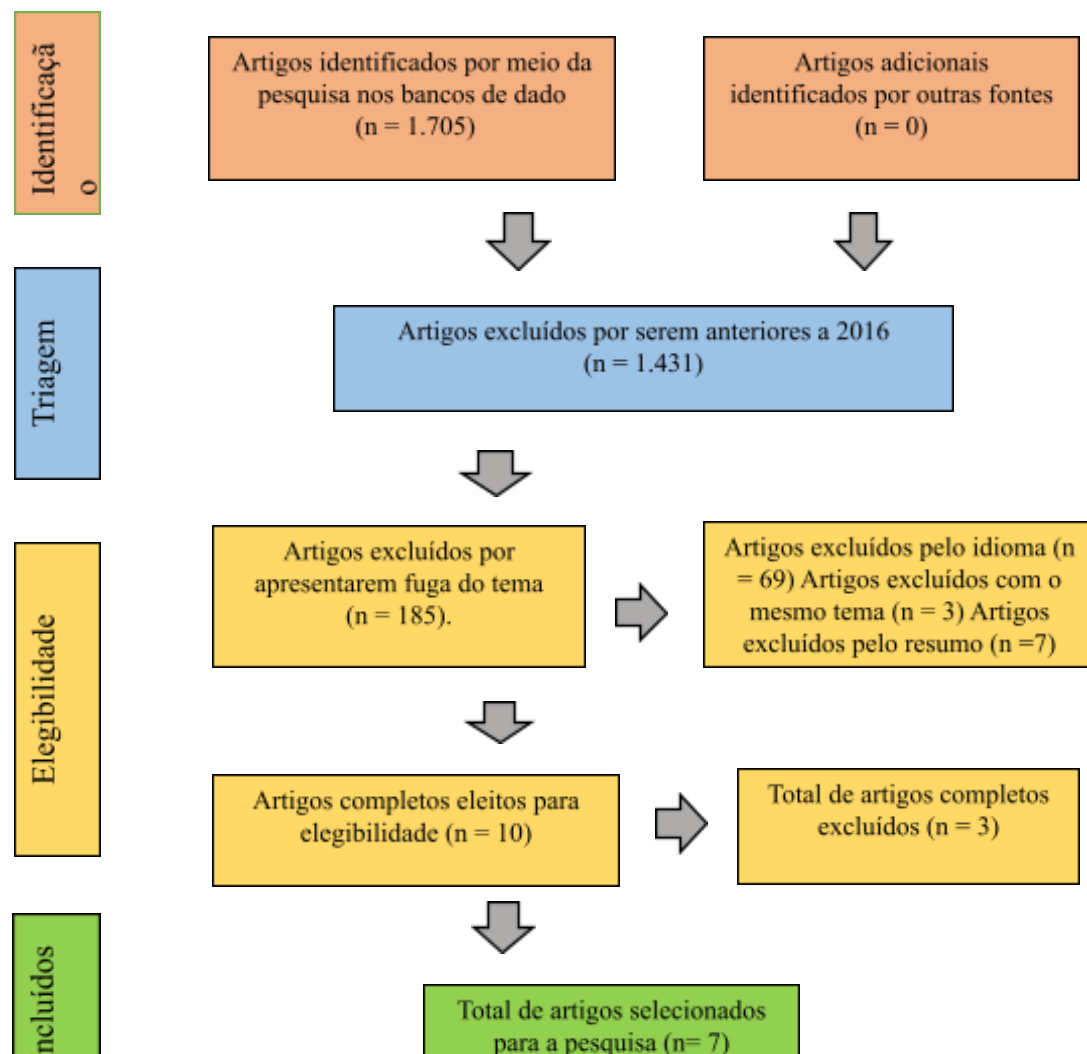 Identificaçã
o
Artigos identificados por meio da
pesquisa nos bancos de dado
(n = 1.705)
Artigos adicionais
identificados por outras fontes
(n = 0)
Triagem
Artigos excluídos por serem anteriores a 2016
(n = 1.431)
Elegibilidade
Artigos excluídos por
apresentarem fuga do tema
(n = 185).
Artigos excluídos pelo idioma (n
= 69) Artigos excluídos com o
mesmo tema (n = 3) Artigos
excluídos pelo resumo (n =7)
Artigos completos eleitos para
elegibilidade (n = 10)
Total de artigos completos
excluídos (n = 3)
ncluídos
Total de artigos selecionados
para a pesquisa (n= 7)